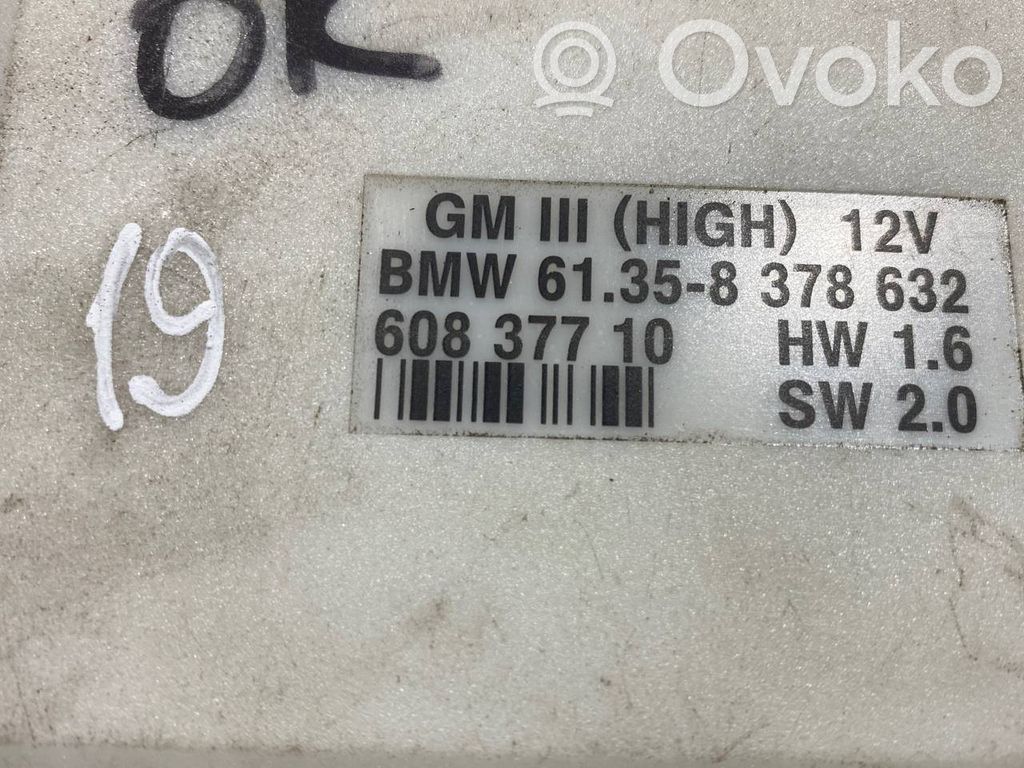 OK
Ovoko
19
GM III (HIGH) 12V
BMW 61.35-8 378 632
608 377 10 HW 1.6
SW 2.0